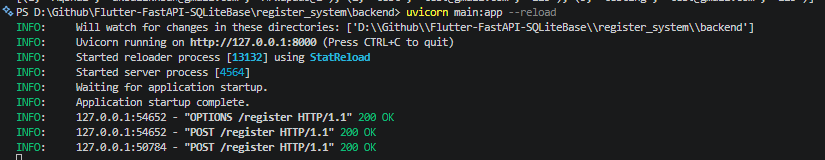 PS D:\Github\Flutter-FastAPI-SQLiteBase\register_system\backend> uvicorn main:app --reload
INFO:     Will watch for changes in these directories: ['D:\\Github\\Flutter-FastAPI-SQLiteBase\\register_system\\backend']
INFO:     Uvicorn running on http://127.0.0.1:8000 (Press CTRL+C to quit)
INFO:     Started reloader process [13132] using StatReload
INFO:     Started server process [4564]
INFO:     Waiting for application startup.
INFO:     Application startup complete.
INFO:     127.0.0.1:54652 - "OPTIONS /register HTTP/1.1" 200 OK
INFO:     127.0.0.1:54652 - "POST /register HTTP/1.1" 200 OK
INFO:     127.0.0.1:50784 - "POST /register HTTP/1.1" 200 OK